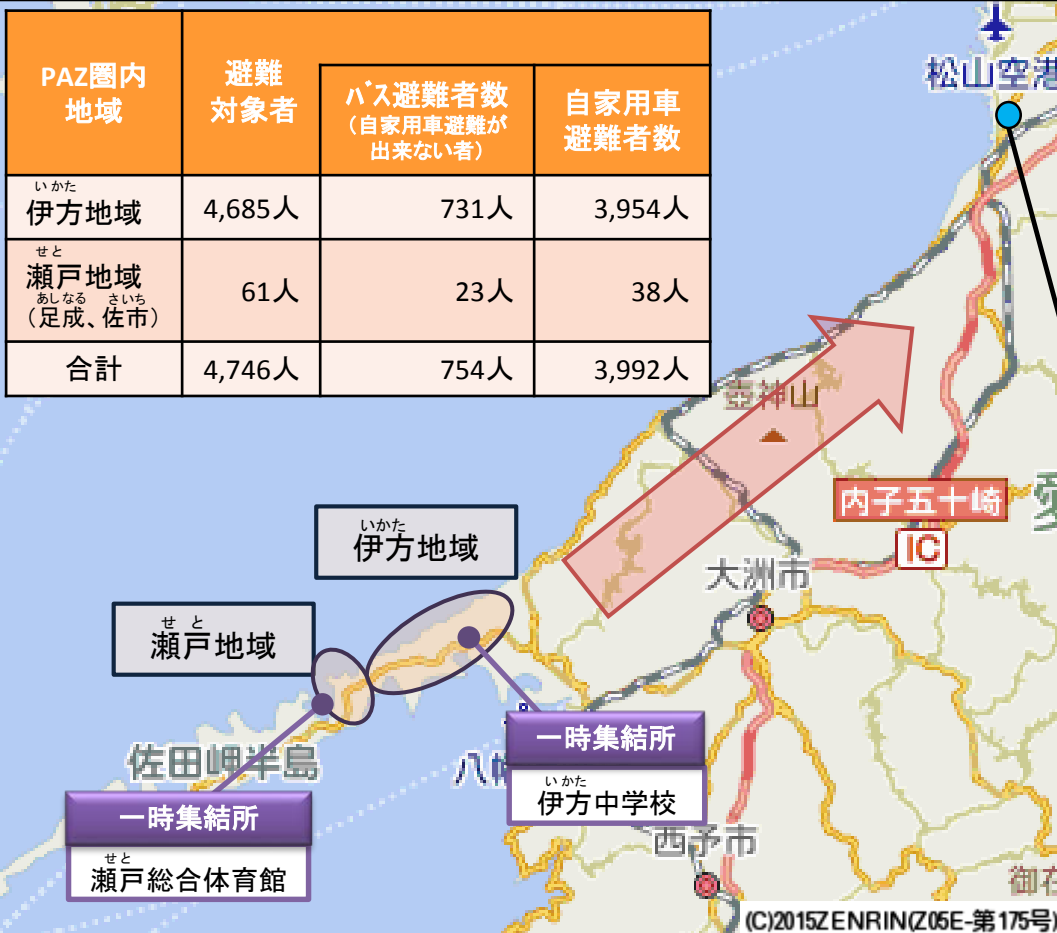 PAZ圏内
地域
避難
対象者
バス避難者数
（自家用車避難が
出来ない者）
自家用車
避難者数
いかた
伊方地域
4,685人
731人
3,954人
せと
瀬戸地域
あしなる さいち
（足成、佐市）
61人
23人
38人
合計
4,746人
754人
3,992人
松山空港
壺神山
内子五十崎
IC
大洲市
いかた
伊方地域
せと
瀬戸地域
佐田岬半島
八幡
一時集結所
いかた
伊方中学校
一時集結所
せと
瀬戸総合体育館
西予市
御在
(C)2015ZENRIN(Z05E-第175号)